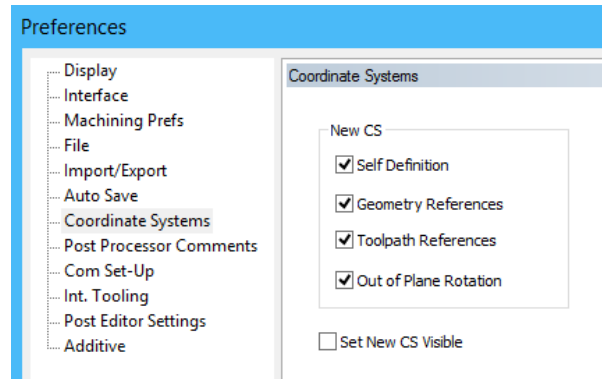 Preferences
Display
Interface
Machining Prefs
File
Import/Export
Auto Save
Coordinate Systems
Post Processor Comments
Com Set-Up
Int. Tooling
Post Editor Settings
Additive
Coordinate Systems
New CS
Self Definition
Geometry References
Toolpath References
Out of Plane Rotation
Set New CS Visible